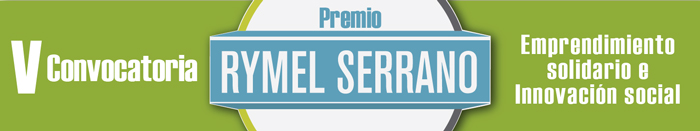 V Convocatoria
Premio
RYMEL SERRANO
Emprendimiento
solidario e
Innovación social